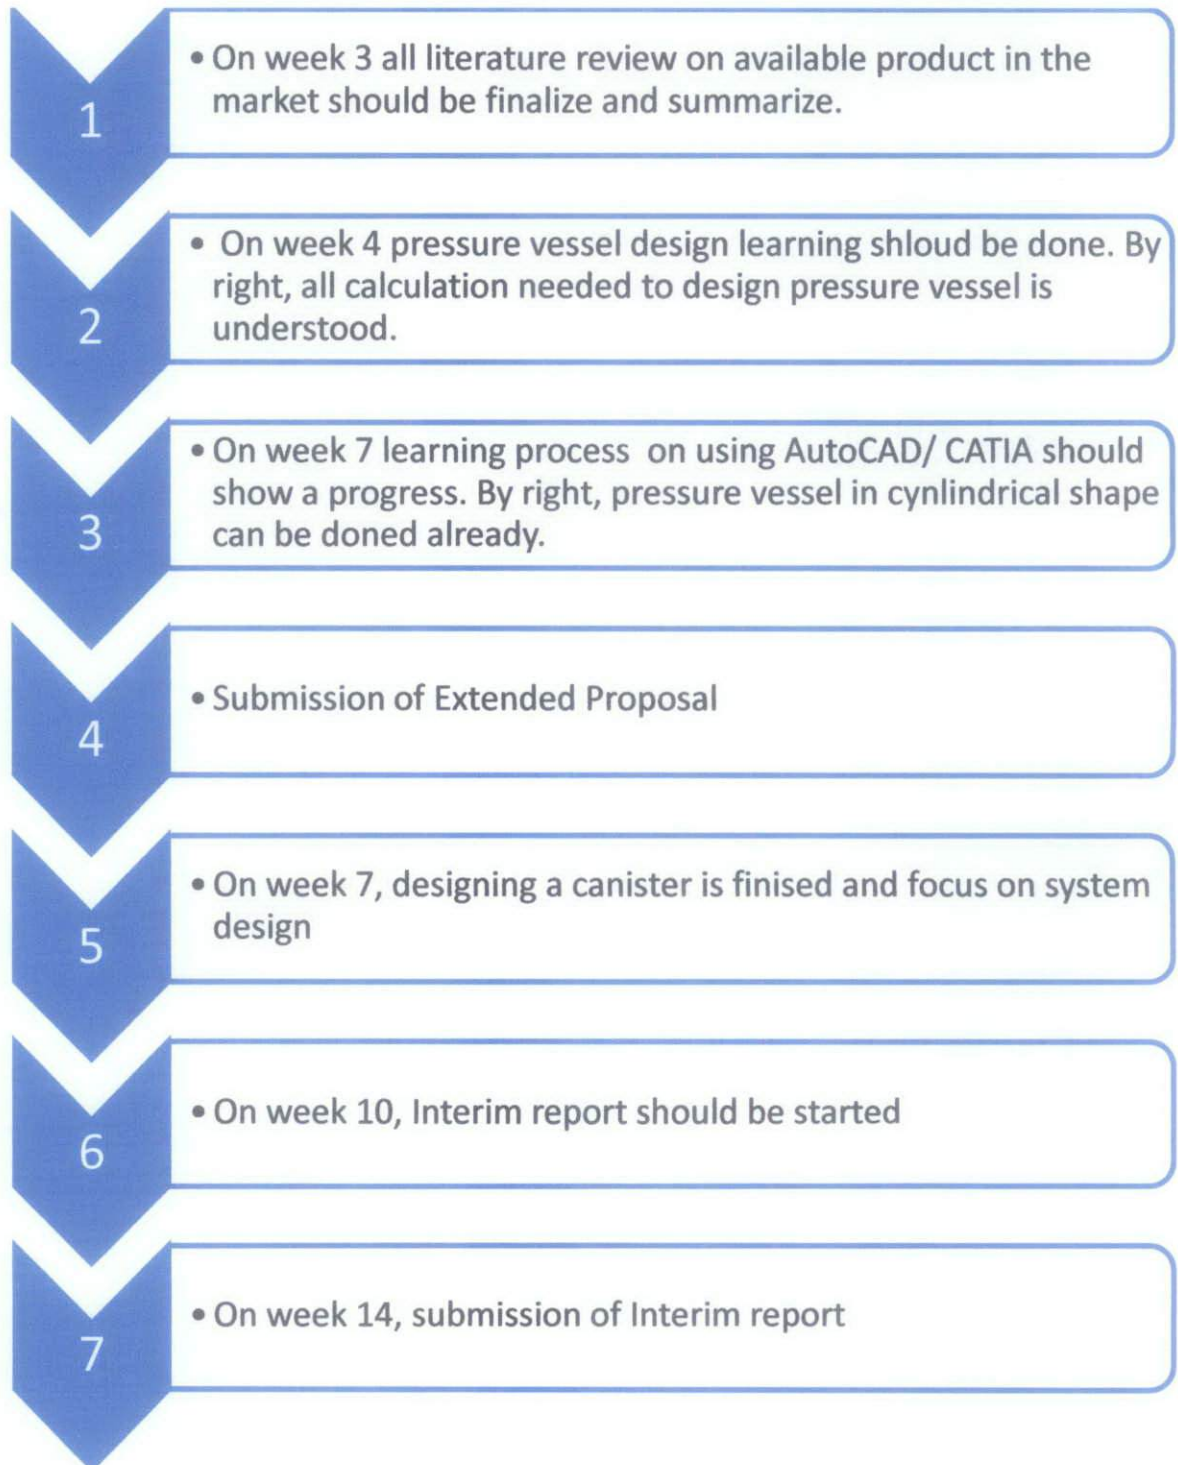 1
• On week 3 all literature review on available product in the
market should be finalize and summarize.
2
• On week 4 pressure vessel design learning shloud be done. By
right, all calculation needed to design pressure vessel is
understood.
3
• On week 7 learning process on using AutoCAD/ CATIA should
show a progress. By right, pressure vessel in cynlindrical shape
can be doned already.
4
• Submission of Extended Proposal
5
• On week 7, designing a canister is finised and focus on system
design
6
• On week 10, Interim report should be started
7
• On week 14, submission of Interim report